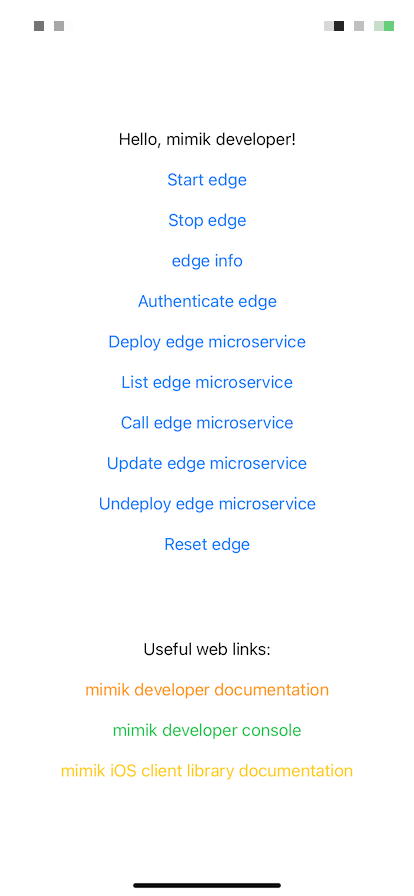 Hello, mimik developer!
Start edge
Stop edge
edge info
Authenticate edge
Deploy edge microservice
List edge microservice
Call edge microservice
Update edge microservice
Undeploy edge microservice
Reset edge
Useful web links:
mimik developer documentation
mimik developer console
mimik iOS client library documentation